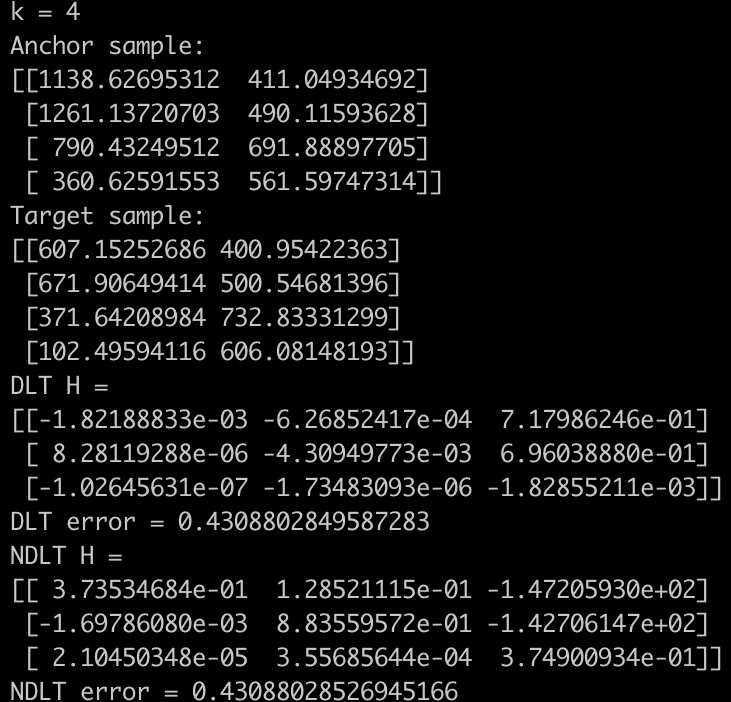 k = 4
Anchor sample:
[[1138.62695312  411.04934692]
 [1261.13720703  490.11593628]
 [ 790.43249512  691.88897705]
 [ 360.62591553  561.59747314]]
Target sample:
[[607.15252686 400.95422363]
 [671.90649414 500.54681396]
 [371.64208984 732.83331299]
 [102.49594116 606.08148193]]
DLT H =
[[-1.82188833e-03 -6.26852417e-04  7.17986246e-01]
 [ 8.28119288e-06 -4.30949773e-03  6.96038880e-01]
 [-1.02645631e-07 -1.73483093e-06 -1.82855211e-03]]
DLT error = 0.4308802849587283
NDLT H =
[[ 3.73534684e-01  1.28521115e-01 -1.47205930e+02]
 [-1.69786080e-03  8.83559572e-01 -1.42706147e+02]
 [ 2.10450348e-05  3.55685644e-04  3.74900934e-01]]
NDLT error = 0.43088028526945166